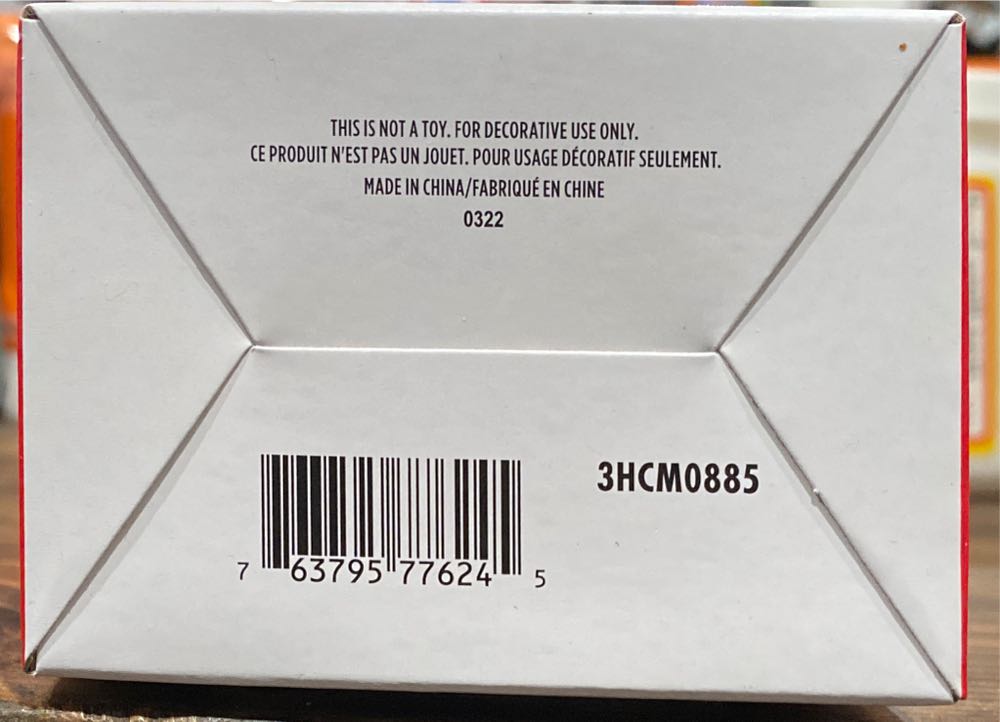 THIS IS NOT A TOY. FOR DECORATIVE USE ONLY.
CE PRODUIT N'EST PAS UN JOUET. POUR USAGE DÉCORATIF SEULEMENT.
MADE IN CHINA/FABRIQUÉ EN CHINE
0322
3HCM0885
7 63795 77624 5